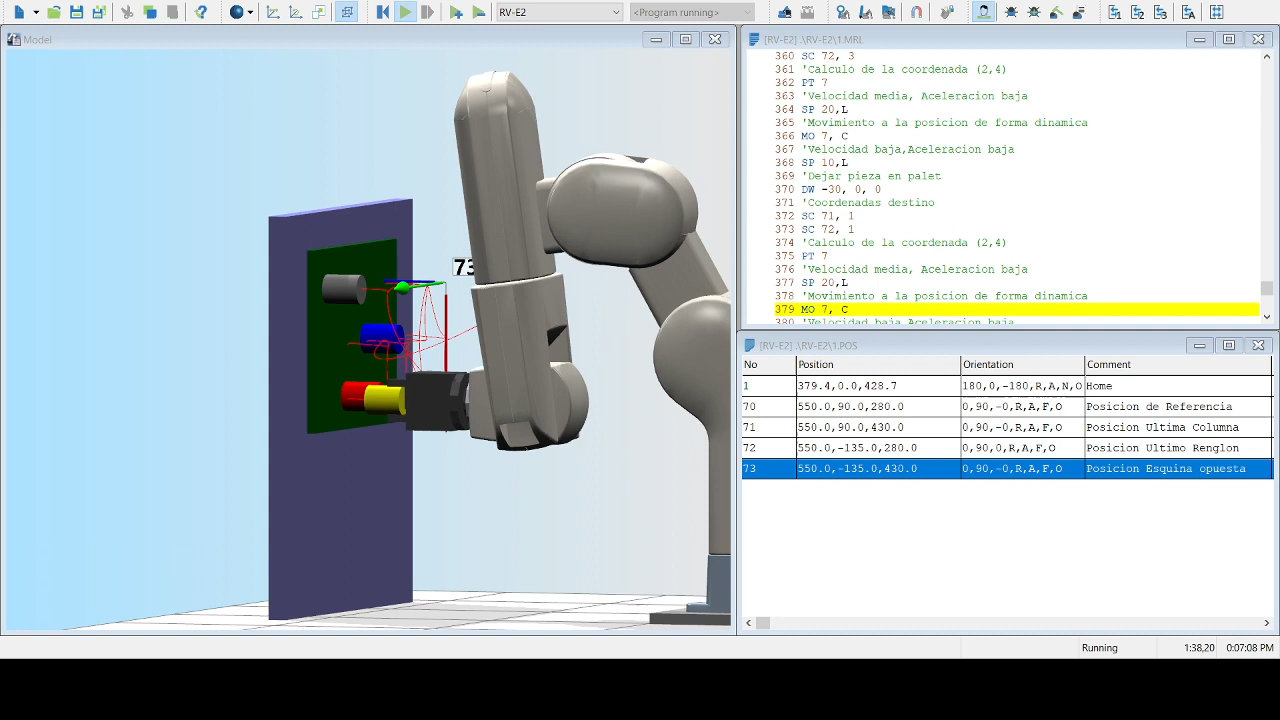 RV-E2
<Program running>
Model
73
[RV-E2] .\RV-E2\1.MRL
360 SC 72, 3
361 'Calculo de la coordenada (2,4)
362 PT 7
363 'Velocidad media, Aceleracion baja
364 SP 20,L
365 'Movimiento a la posicion de forma dinamica
366 MO 7, C
367 'Velocidad baja,Aceleracion baja
368 SP 10,L
369 'Dejar pieza en palet
370 DW -30, 0, 0
371 'Coordenadas destino
372 SC 71, 1
373 SC 72, 1
374 'Calculo de la coordenada (2,4)
375 PT 7
376 'Velocidad media, Aceleracion baja
377 SP 20,L
378 'Movimiento a la posicion de forma dinamica
379 MO 7, C
380 'Velocidad baja,Aceleracion baja
[RV-E2] .\RV-E2\1.POS
No Position Orientation Comment
1 379.4,0.0,428.7 180,0,-180,R,A,N,O Home
70 550.0,90.0,280.0 0,90,-0,R,A,F,O Posicion de Referencia
71 550.0,90.0,430.0 0,90,-0,R,A,F,O Posicion Ultima Columna
72 550.0,-135.0,280.0 0,90,0,R,A,F,O Posicion Ultimo Renglon
73 550.0,-135.0,430.0 0,90,-0,R,A,F,O Posicion Esquina opuesta
Running 1:38,20 0:07:08 PM